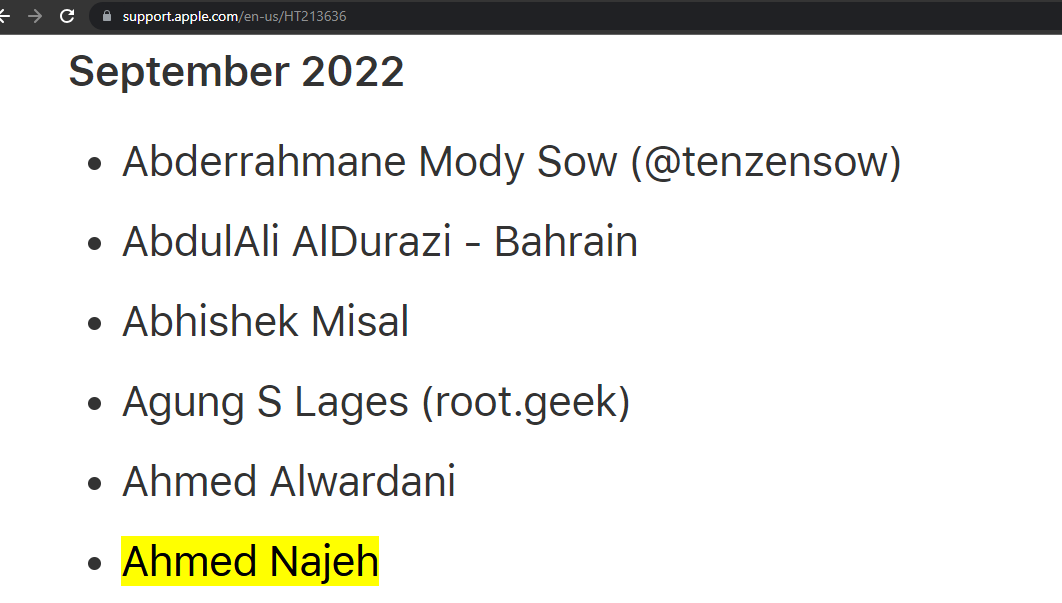 support.apple.com/en-us/HT213636
September 2022
• Abderrahmane Mody Sow (@tenzensow)
• AbdulAli AlDurazi - Bahrain
• Abhishek Misal
• Agung S Lages (root.geek)
• Ahmed Alwardani
• Ahmed Najeh